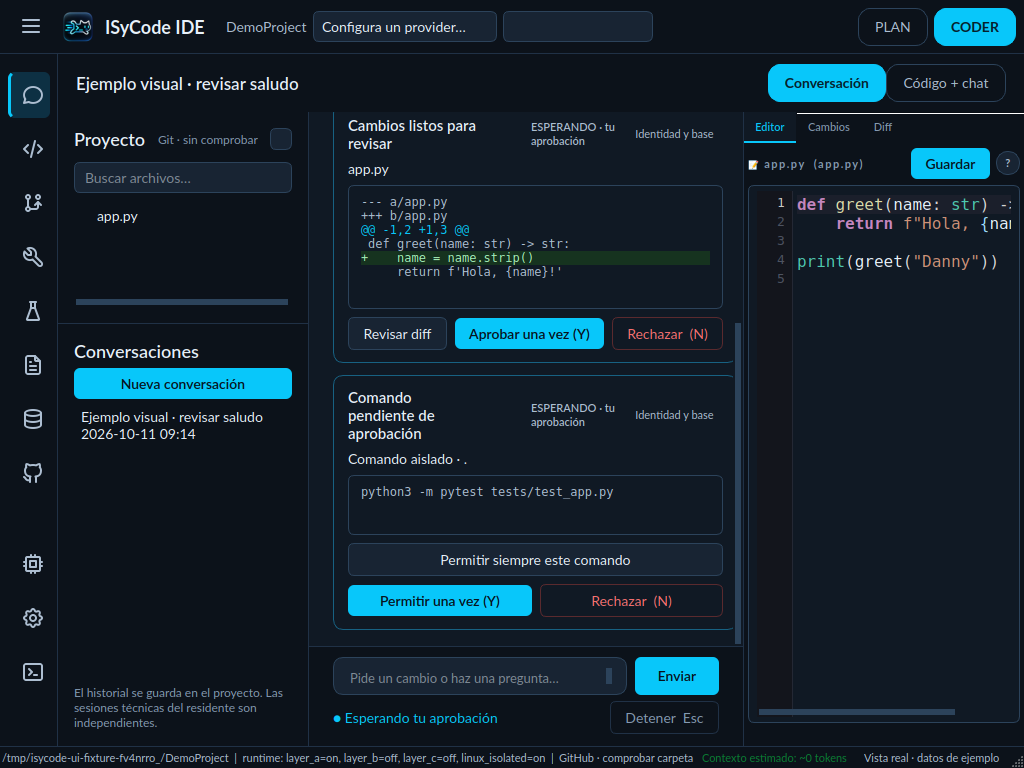 ISyCode IDE
DemoProject
Configura un provider...
PLAN
CODER
Ejemplo visual · revisar saludo
Conversación
Código + chat
Proyecto
Git · sin comprobar
Buscar archivos...
app.py
Conversaciones
Nueva conversación
Ejemplo visual · revisar saludo
2026-10-11 09:14
El historial se guarda en el proyecto. Las
sesiones técnicas del residente son
independientes.
Cambios listos para
revisar
ESPERANDO · tu
aprobación
Identidad y base
app.py
--- a/app.py
+++ b/app.py
@@ -1,2 +1,3 @@
def greet(name: str) -> str:
+    name = name.strip()
return f'Hola, {name}!'
Revisar diff
Aprobar una vez (Y)
Rechazar (N)
Comando
pendiente de
aprobación
ESPERANDO · tu
aprobación
Identidad y base
Comando aislado · .
python3 -m pytest tests/test_app.py
Permitir siempre este comando
Permitir una vez (Y)
Rechazar (N)
Pide un cambio o haz una pregunta...
Enviar
● Esperando tu aprobación
Detener Esc
Editor
Cambios
Diff
app.py (app.py)
Guardar
?
1 def greet(name: str) -
2 return f"Hola, {nar
3
4 print(greet("Danny"))
5
/tmp/isycode-ui-fixture-fv4nrro_/DemoProject | runtime: layer_a=on, layer_b=off, layer_c=off, linux_isolated=on | GitHub · comprobar carpeta
Contexto estimado: ~0 tokens
Vista real · datos de ejemplo